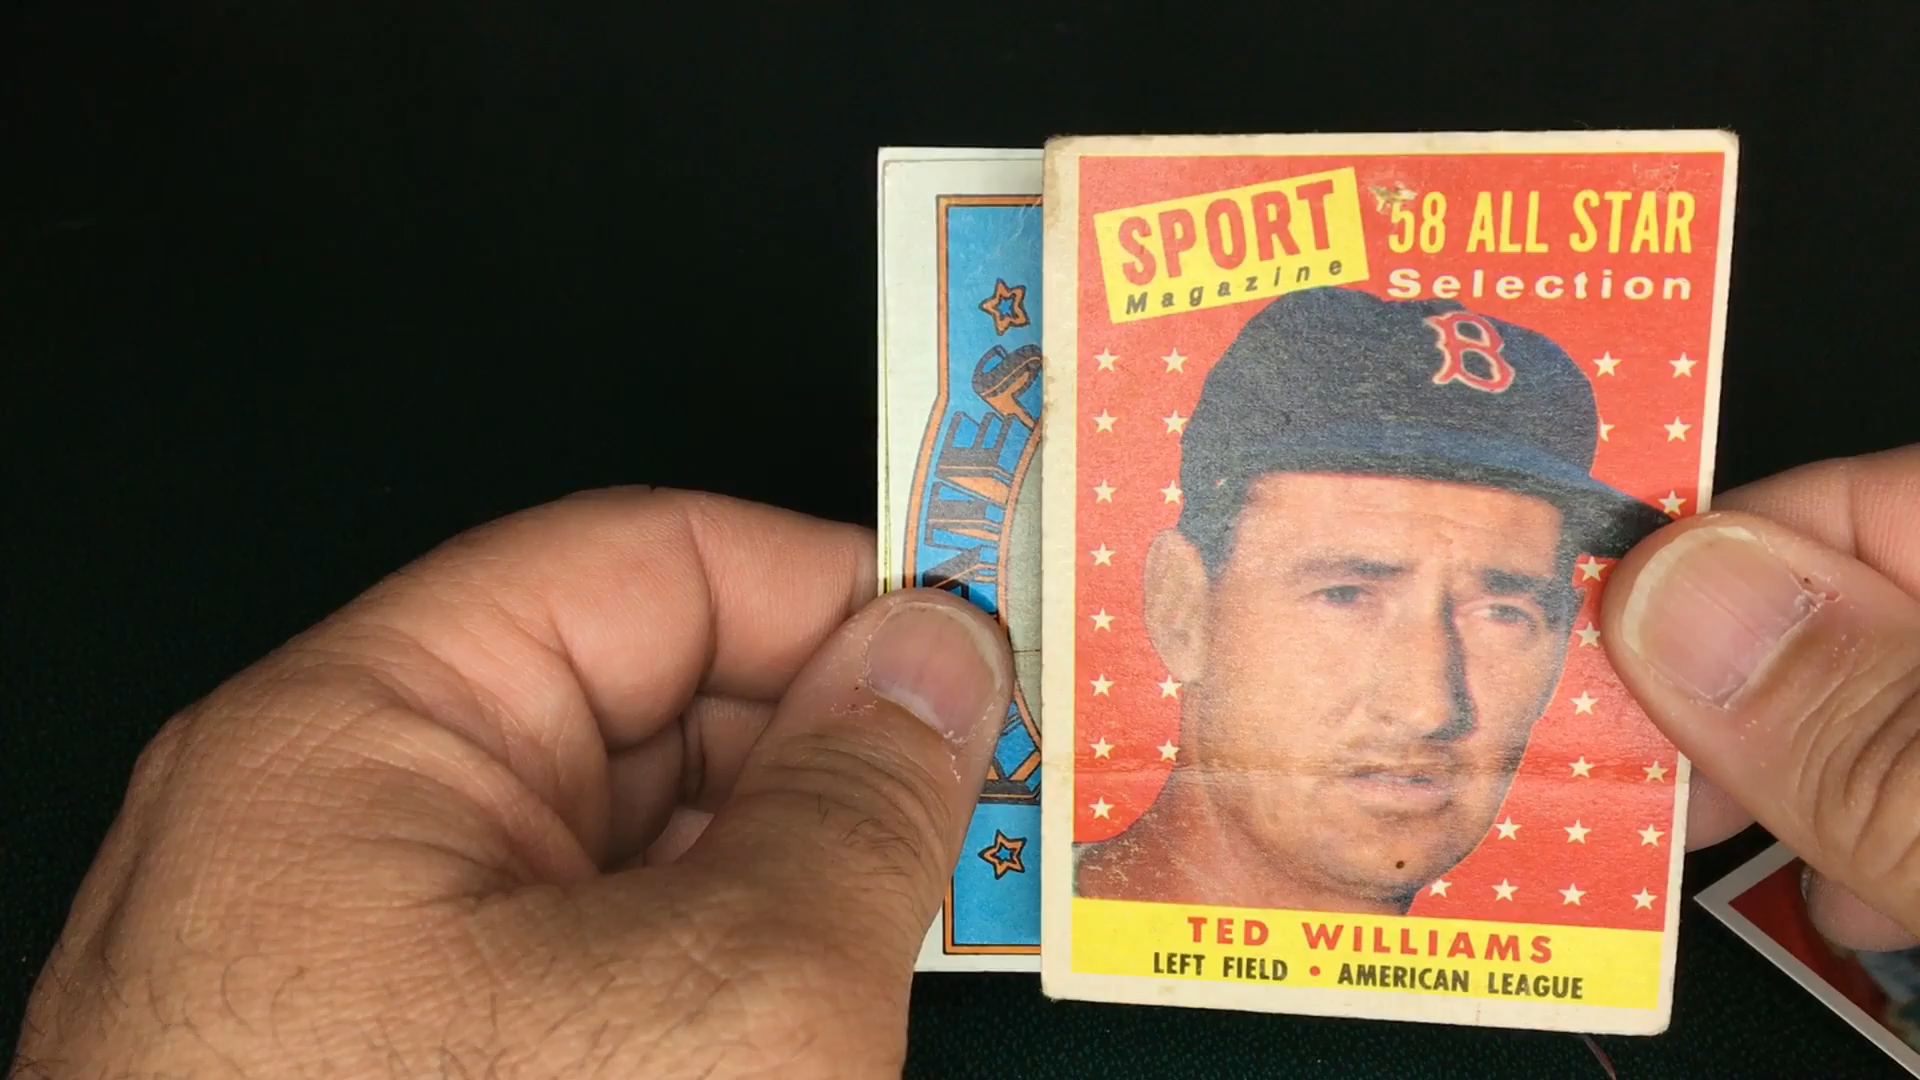 SPORT
Magazine
'58 ALL STAR
Selection
B
TED WILLIAMS
LEFT FIELD • AMERICAN LEAGUE